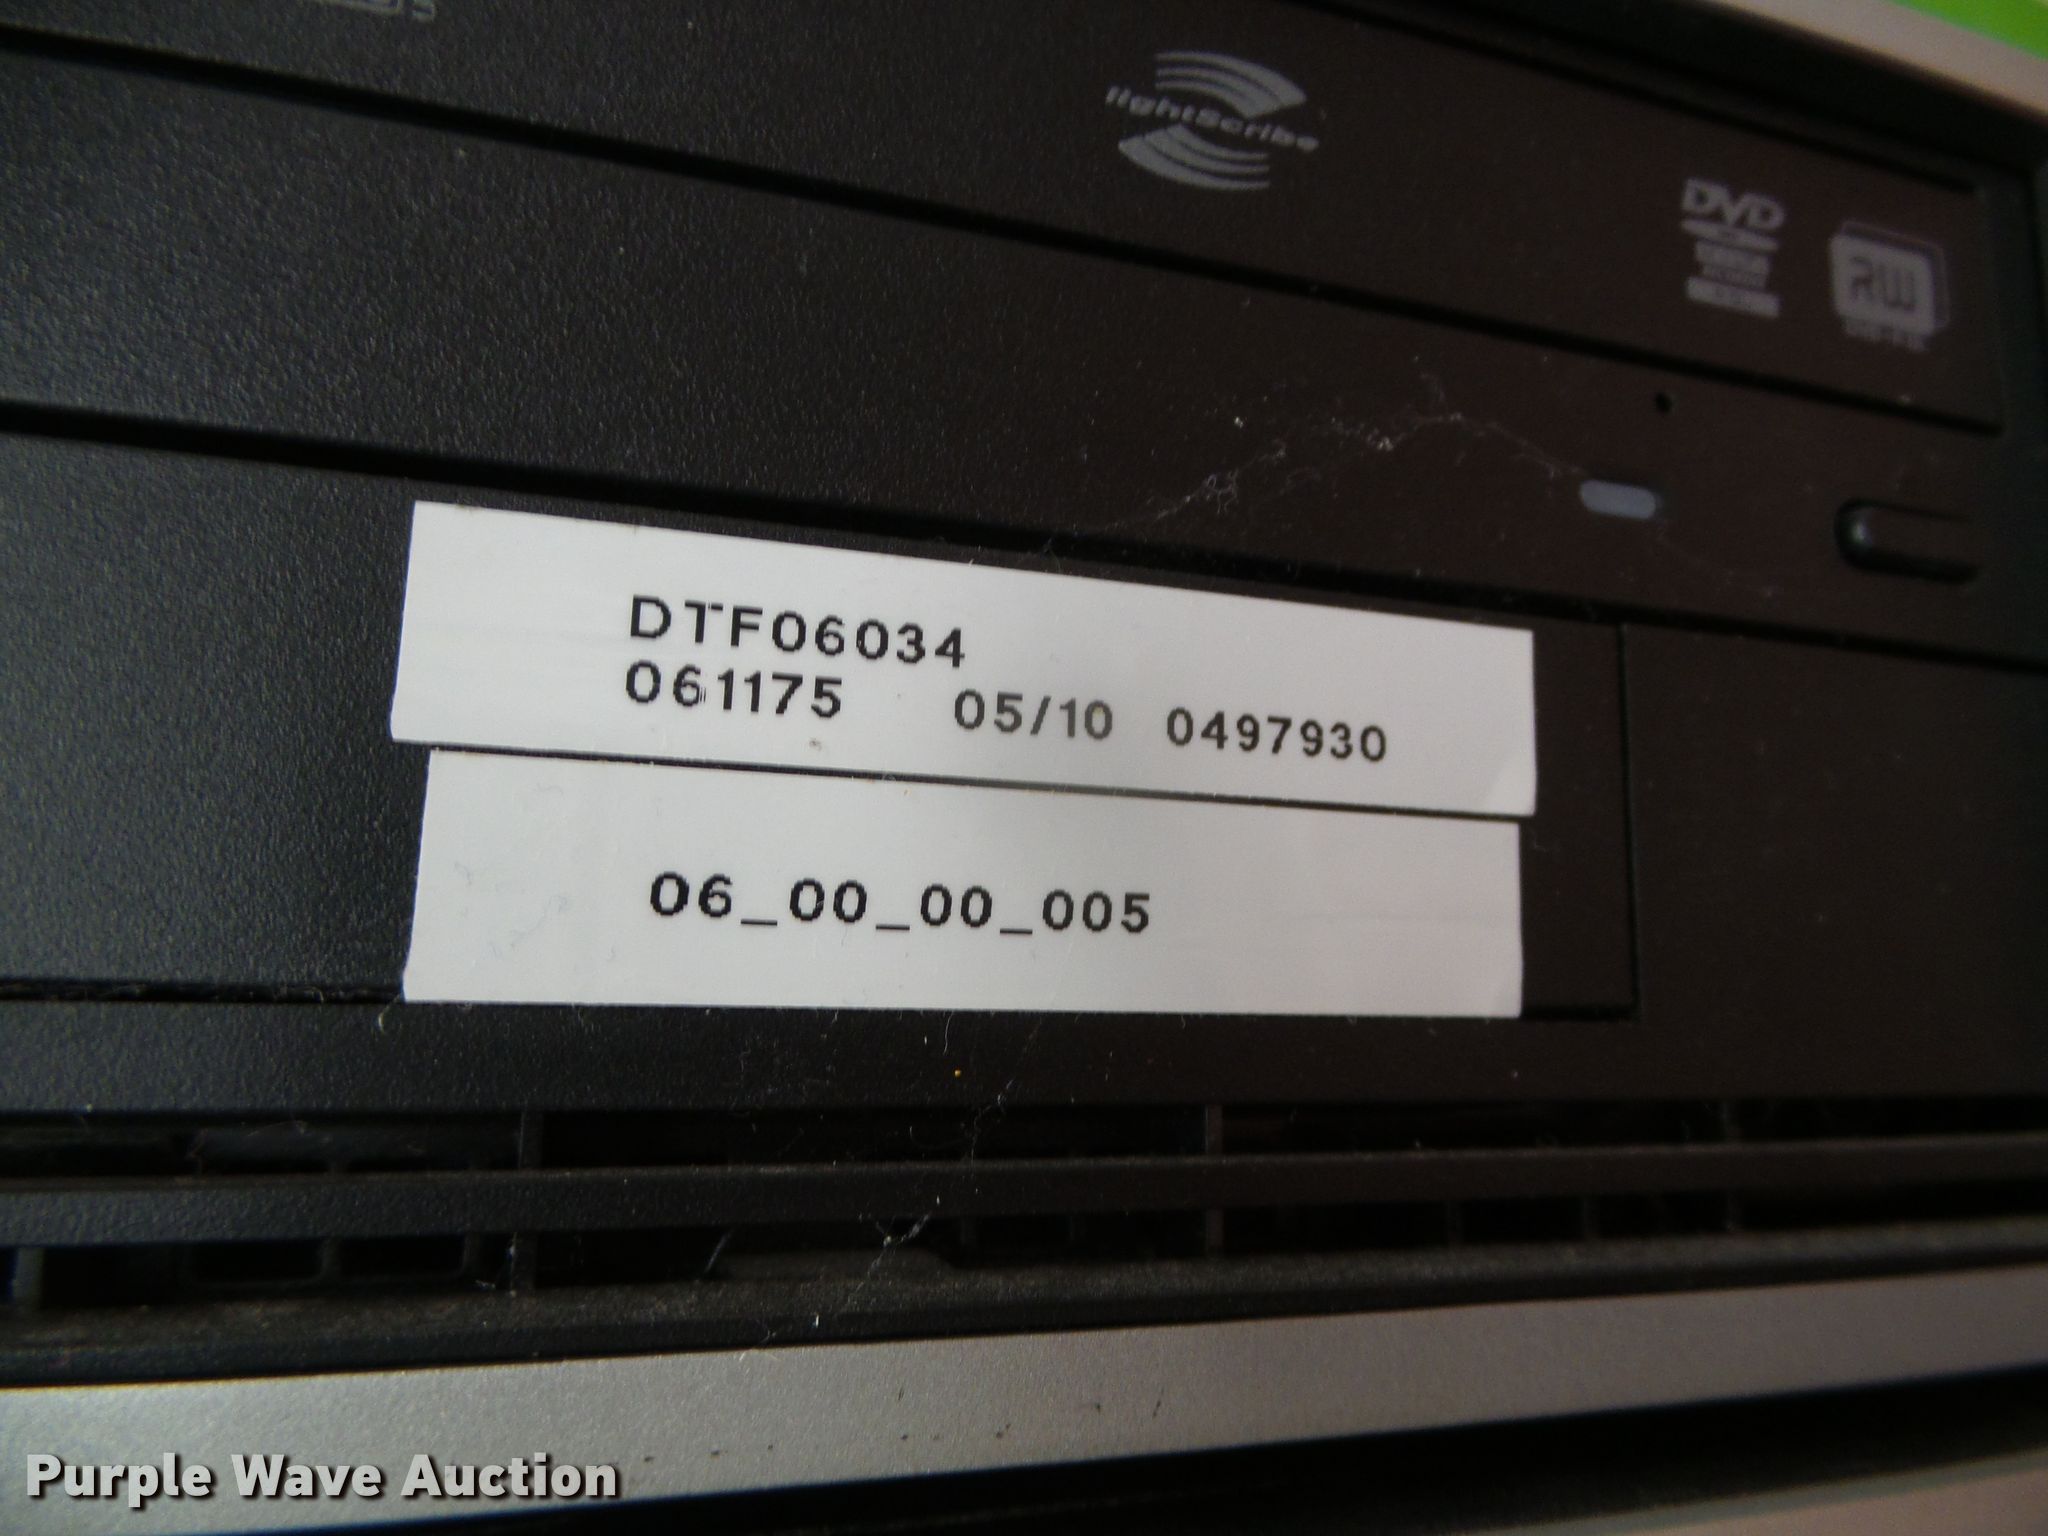 lightScribe
DVD
RW
DTF06034
061175 05/10 0497930
06_00_00_005
Purple Wave Auction